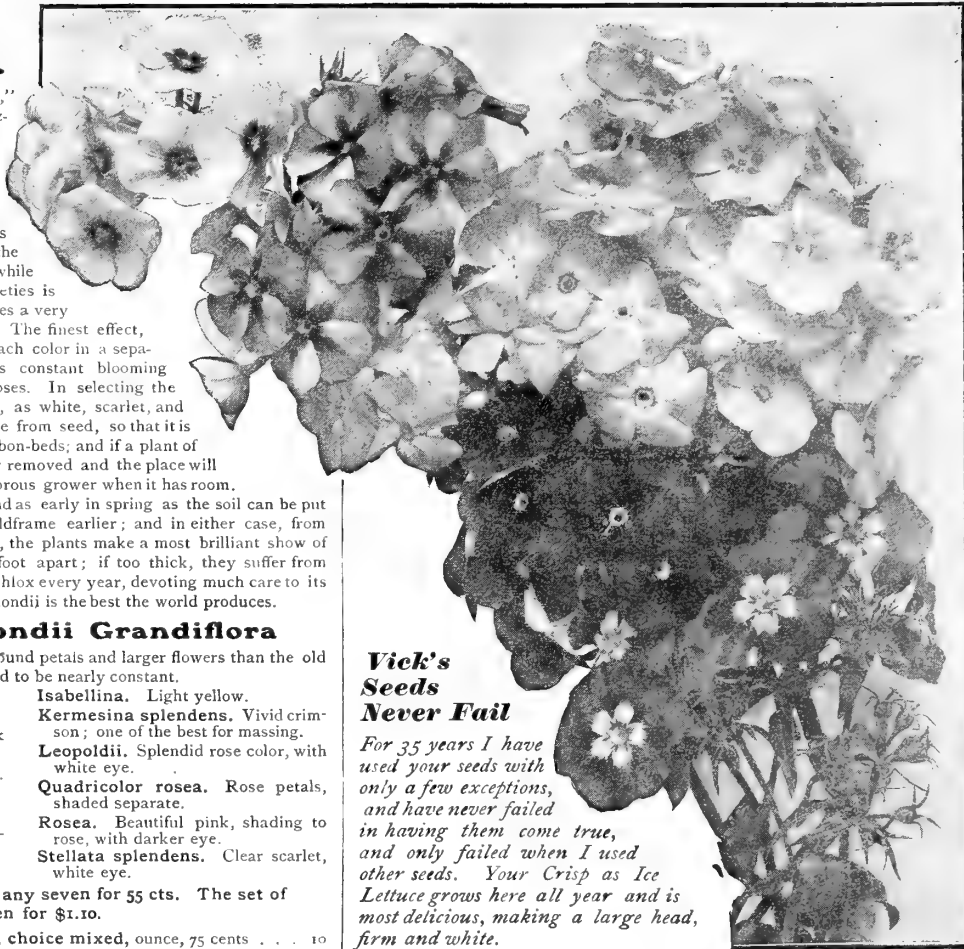 ”
s
he
while
eties is
es a very
The finest effect,
ach color in a sepa-
s constant blooming
oses. In selecting the
, as white, scarlet, and
e from seed, so that it is
bon-beds; and if a plant of
removed and the place will
orous grower when it has room.
nd as early in spring as the soil can be put
ldframe earlier; and in either case, from
, the plants make a most brilliant show of
foot apart; if too thick, they suffer from
hlox every year, devoting much care to its
ondii is the best the world produces.
ondii Grandiflora
ound petals and larger flowers than the old
d to be nearly constant.
Isabellina. Light yellow.
Kermesina splendens. Vivid crim-
son; one of the best for massing.
Leopoldii. Splendid rose color, with
white eye.
Quadricolor rosea. Rose petals,
shaded separate.
Rosea. Beautiful pink, shading to
rose, with darker eye.
Stellata splendens. Clear scarlet,
white eye.
any seven for 55 cts. The set of
en for $1.10.
, choice mixed, ounce, 75 cents . . . 10
Vick's
Seeds
Never Fail
For 35 years I have
used your seeds with
only a few exceptions,
and have never failed
in having them come true,
and only failed when I used
other seeds. Your Crisp as Ice
Lettuce grows here all year and is
most delicious, making a large head,
firm and white.